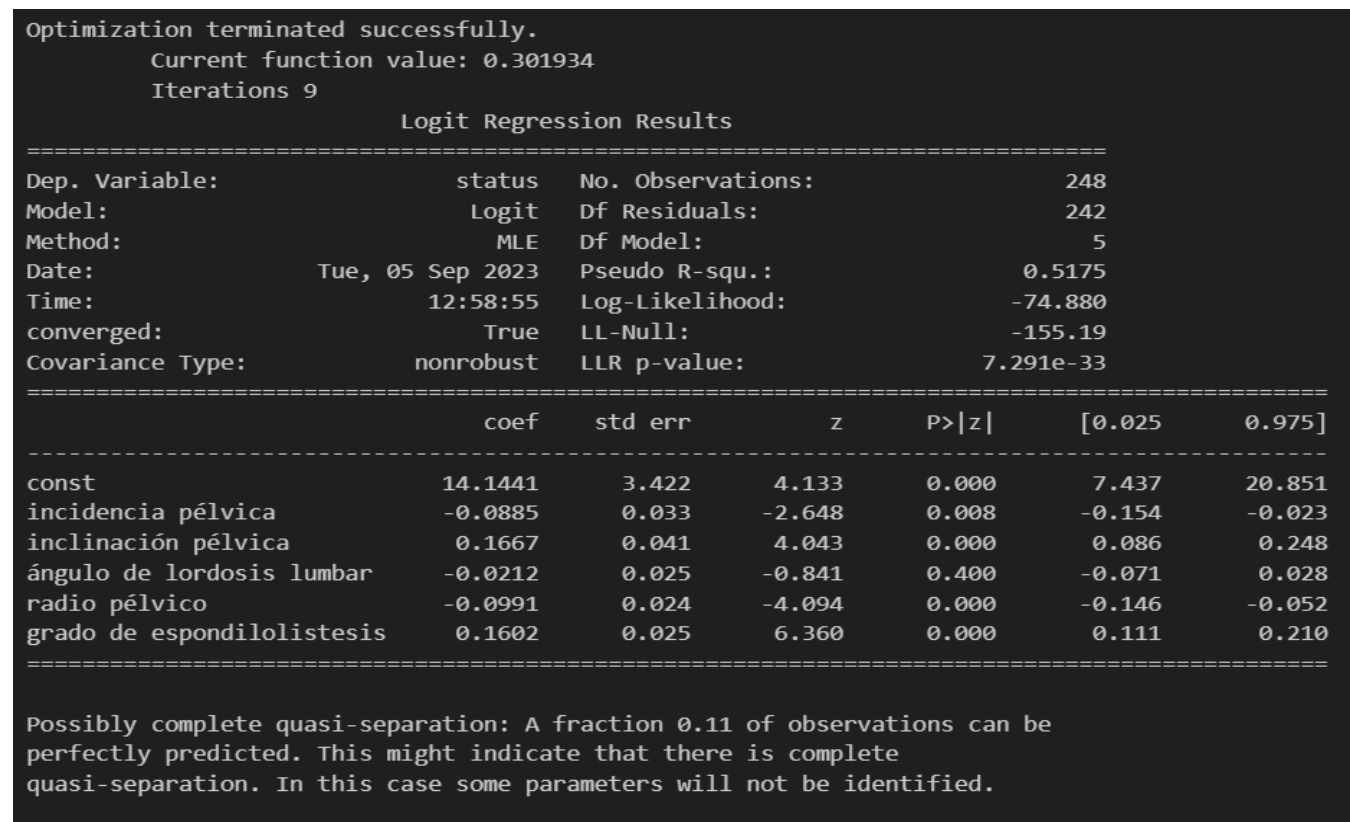 Optimization terminated successfully.
         Current function value: 0.301934
         Iterations 9
                           Logit Regression Results
==============================================================================
Dep. Variable:                 status   No. Observations:                  248
Model:                          Logit   Df Residuals:                      242
Method:                           MLE   Df Model:                            5
Date:                Tue, 05 Sep 2023   Pseudo R-squ.:                  0.5175
Time:                        12:58:55   Log-Likelihood:                -74.880
converged:                       True   LL-Null:                       -155.19
Covariance Type:            nonrobust   LLR p-value:                 7.291e-33
==============================================================================================
                                 coef    std err          z      P>|z|      [0.025      0.975]
----------------------------------------------------------------------------------------------
const                         14.1441      3.422      4.133      0.000       7.437      20.851
incidencia pélvica            -0.0885      0.033     -2.648      0.008      -0.154      -0.023
inclinación pélvica            0.1667      0.041      4.043      0.000       0.086       0.248
ángulo de lordosis lumbar     -0.0212      0.025     -0.841      0.400      -0.071       0.028
radio pélvico                 -0.0991      0.024     -4.094      0.000      -0.146      -0.052
grado de espondilolistesis     0.1602      0.025      6.360      0.000       0.111       0.210
==============================================================================================

Possibly complete quasi-separation: A fraction 0.11 of observations can be
perfectly predicted. This might indicate that there is complete
quasi-separation. In this case some parameters will not be identified.